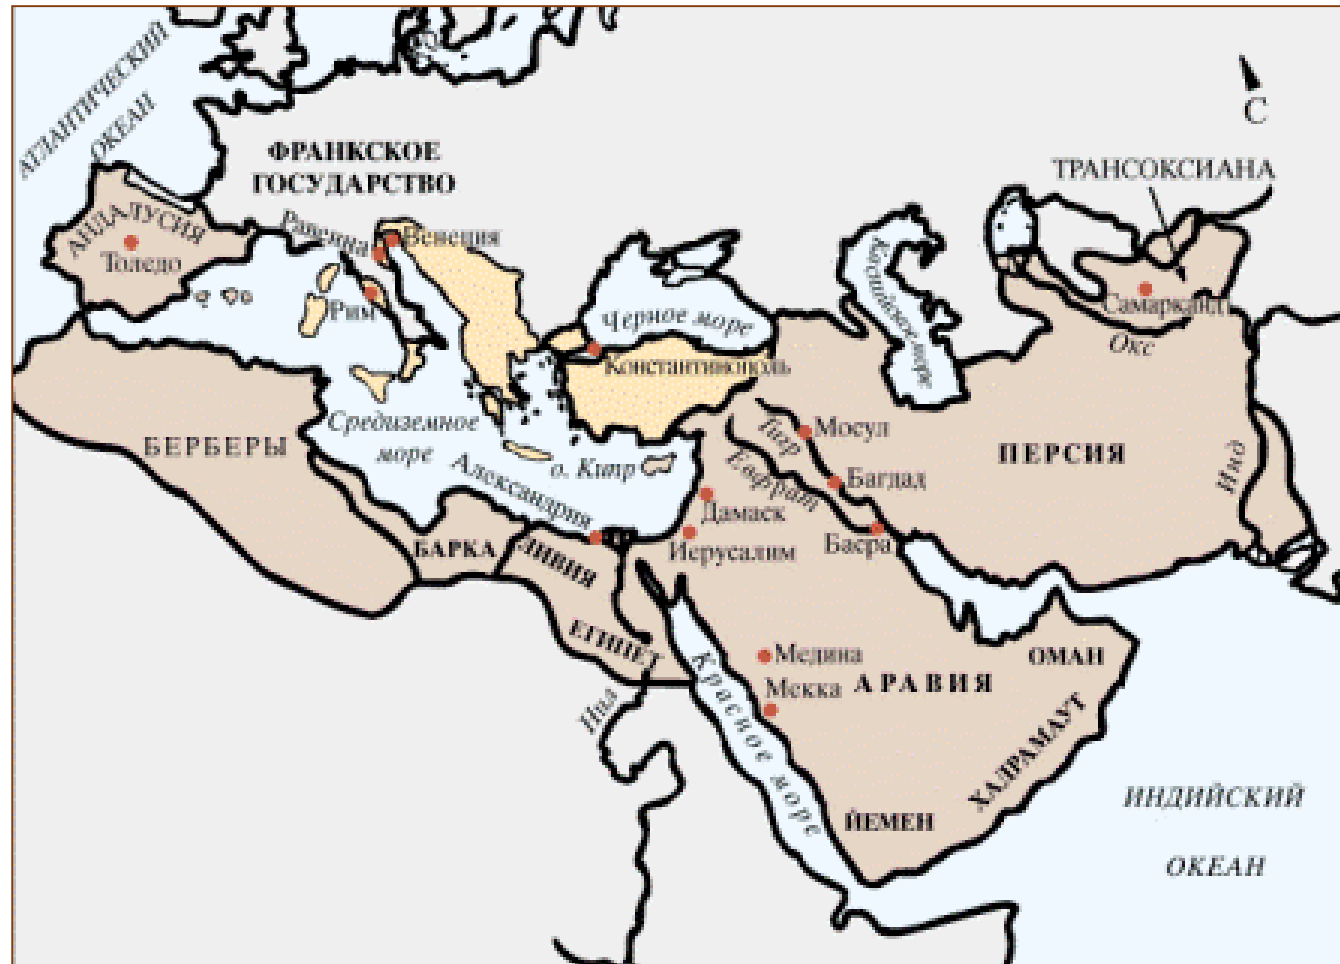 АТЛАНТИЧЕСКИЙ
ОКЕАН
С
ФРАНКСКОЕ
ГОСУДАРСТВО
ТРАНСОКСИАНА
АНДАЛУСИЯ
Толедо
Равенна
Венеция
Рим
Черное море
Константинополь
Каспийское море
Самарканд
Окс
БЕРБЕРЫ
Средиземное
море
Александрия
о. Кипр
Тигр
Евфрат
Мосул
Багдад
ПЕРСИЯ
Инд
Дамаск
Иерусалим
Басра
БАРКА
ЛИВИЯ
ЕГИПЕТ
Нил
Красное море
Медина
Мекка
АРАВИЯ
ОМАН
ХАДРАМАУТ
ЙЕМЕН
ИНДИЙСКИЙ
ОКЕАН